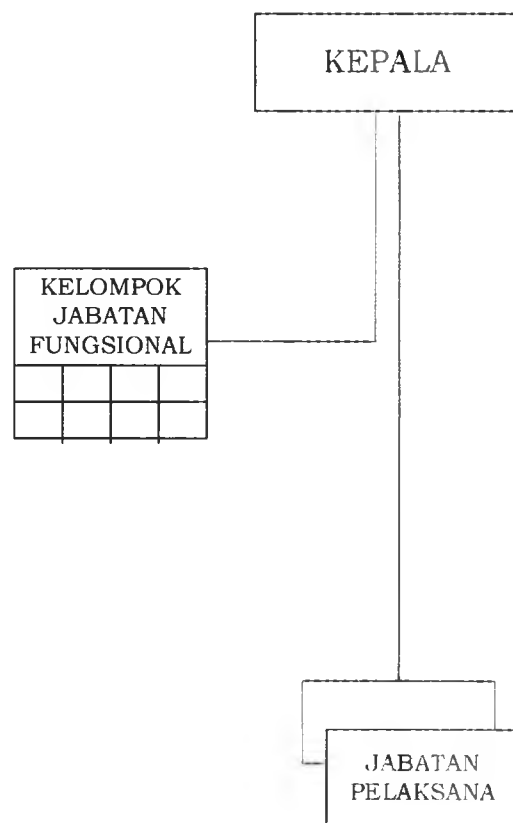 KEPALA
KELOMPOK
JABATAN
FUNGSIONAL
JABATAN
PELAKSANA